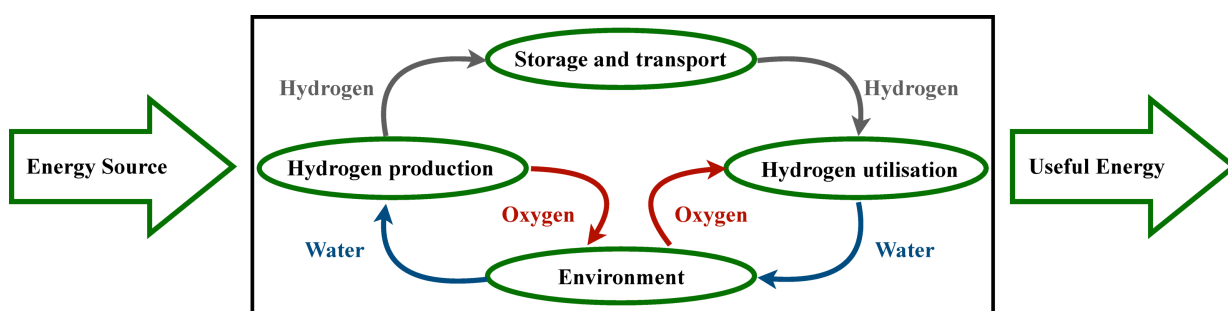 Storage and transport
Hydrogen
Hydrogen
Energy Source
Hydrogen production
Hydrogen utilisation
Useful Energy
Oxygen
Oxygen
Water
Water
Environment